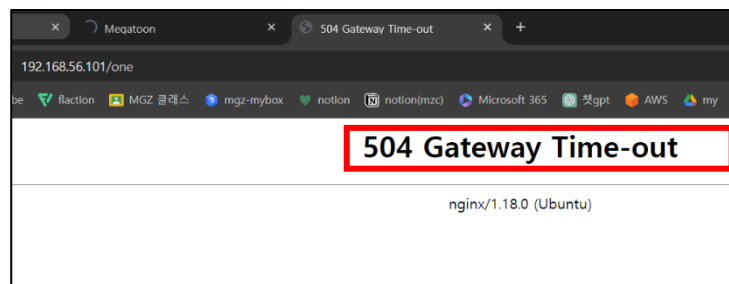 Megatoon
504 Gateway Time-out
192.168.56.101/one
be flaction MGZ 클래스 mgz-mybox notion notion(mzc) Microsoft 365 챗gpt AWS my
504 Gateway Time-out
nginx/1.18.0 (Ubuntu)